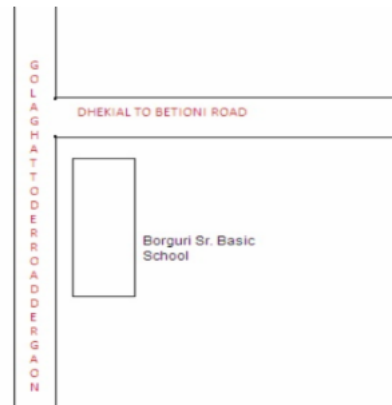 GOLAGHATTODERROADDERGAON
DHEKIAL TO BETIONI ROAD
Borguri Sr. Basic
School